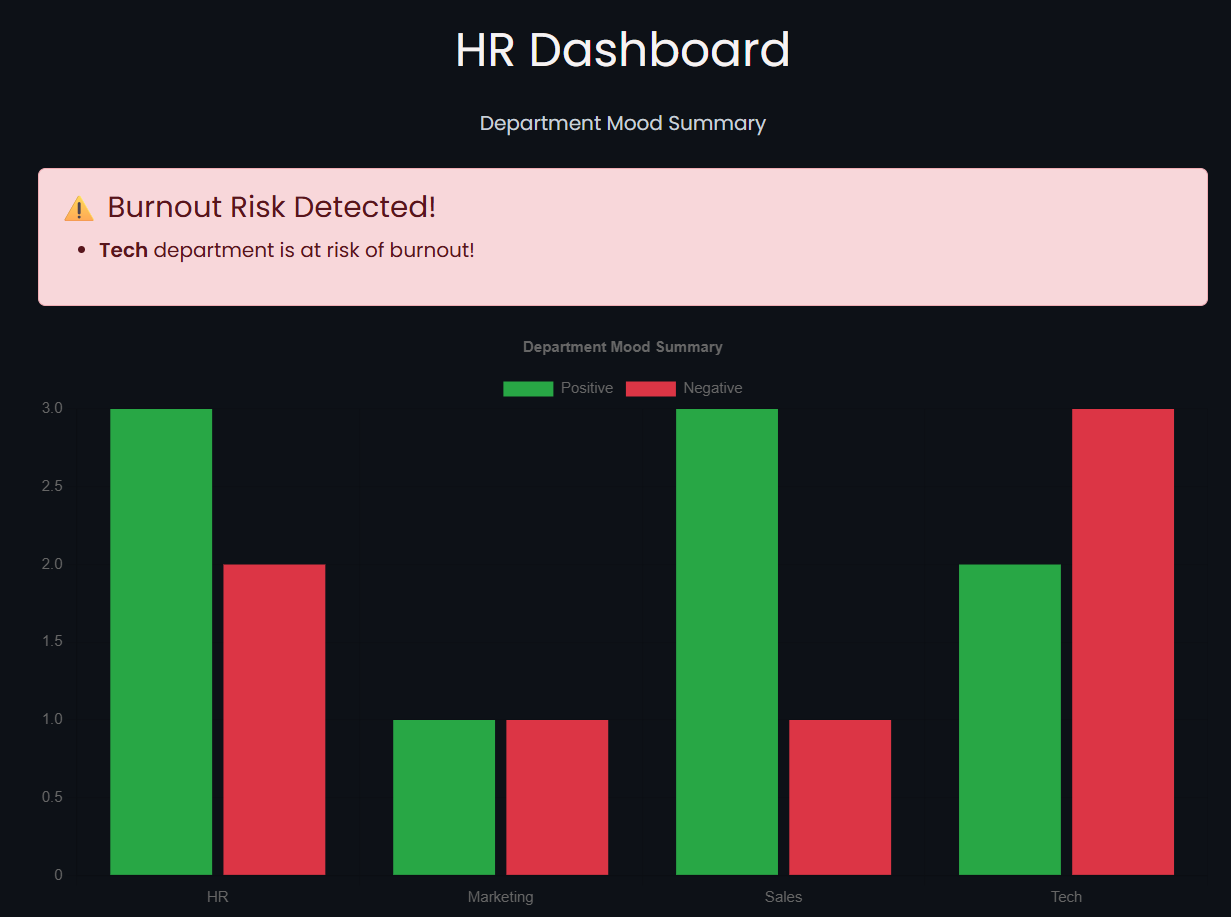 HR Dashboard
Department Mood Summary
⚠️ Burnout Risk Detected!
• Tech department is at risk of burnout!
Department Mood Summary
Positive Negative
3.0
2.5
2.0
1.5
1.0
0.5
0
HR Marketing Sales Tech